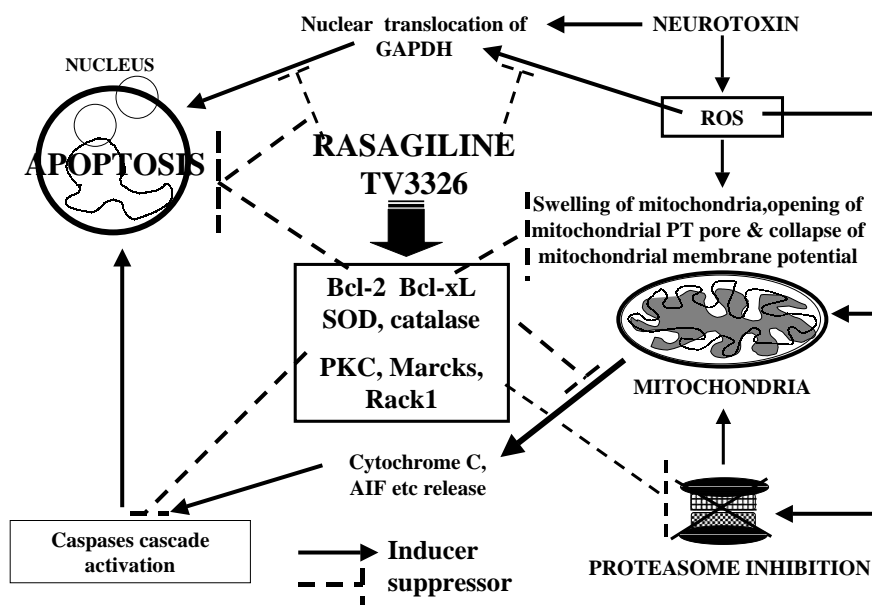 Nuclear translocation of
GAPDH
NEUROTOXIN
NUCLEUS
ROS
APOPTOSIS
RASAGILINE
TV3326
Swelling of mitochondria,opening of
mitochondrial PT pore & collapse of
mitochondrial membrane potential
Bcl-2 Bcl-xL
SOD, catalase
PKC, Marcks,
Rack1
MITOCHONDRIA
Cytochrome C,
AIF etc release
Caspases cascade
activation
Inducer
suppressor
PROTEASOME INHIBITION